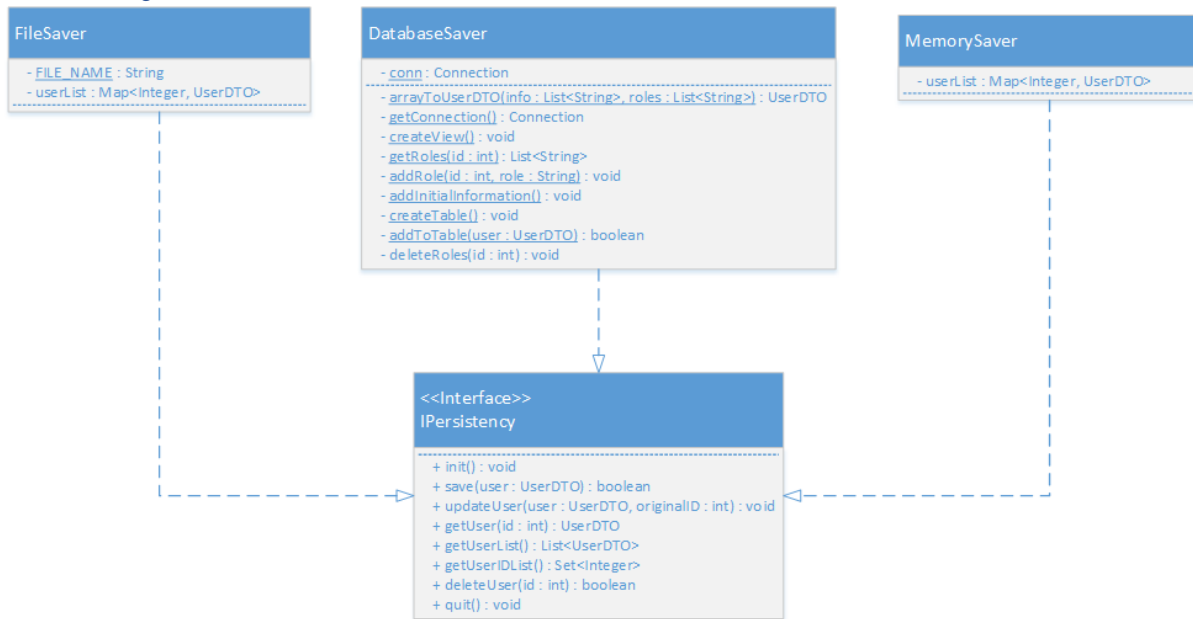 FileSaver
- FILE_NAME : String
- userList : Map<Integer, UserDTO>
DatabaseSaver
- conn : Connection
- arrayToUserDTO(info : List<String>, roles : List<String>) : UserDTO
- getConnection() : Connection
- createView() : void
- getRoles(id : int) : List<String>
- addRole(id : int, role : String) : void
- addInitialInformation() : void
- createTable() : void
- addToTable(user : UserDTO) : boolean
- deleteRoles(id : int) : void
MemorySaver
- userList : Map<Integer, UserDTO>
<<Interface>>
IPersistency
+ init() : void
+ save(user : UserDTO) : boolean
+ updateUser(user : UserDTO, originalID : int) : void
+ getUser(id : int) : UserDTO
+ getUserList() : List<UserDTO>
+ getUserIDList() : Set<Integer>
+ deleteUser(id : int) : boolean
+ quit() : void